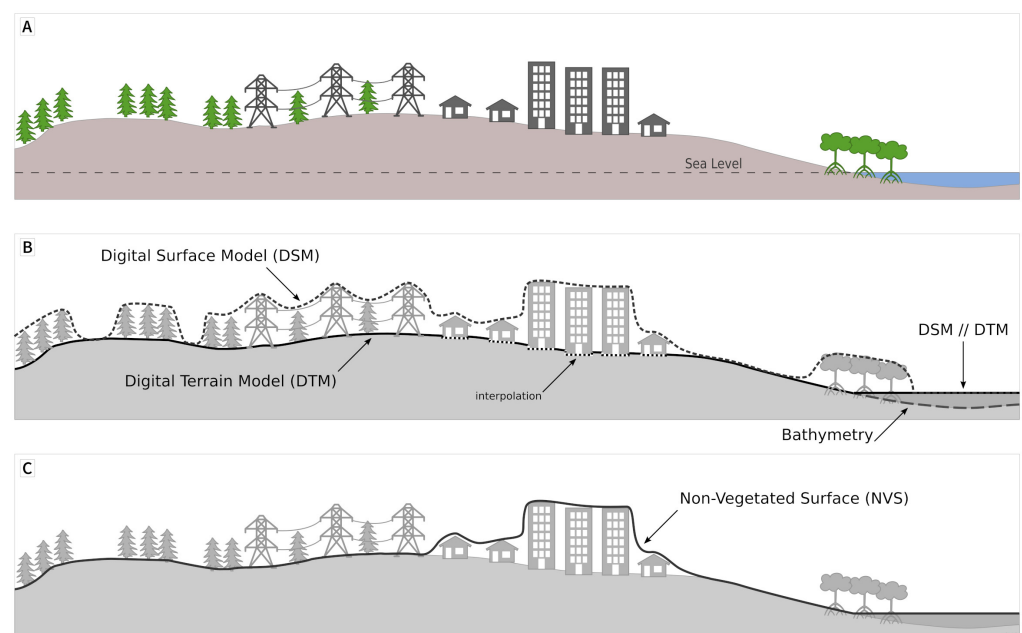 A
Sea Level
B
Digital Surface Model (DSM)
DSM // DTM
Digital Terrain Model (DTM)
interpolation
Bathymetry
C
Non-Vegetated Surface (NVS)